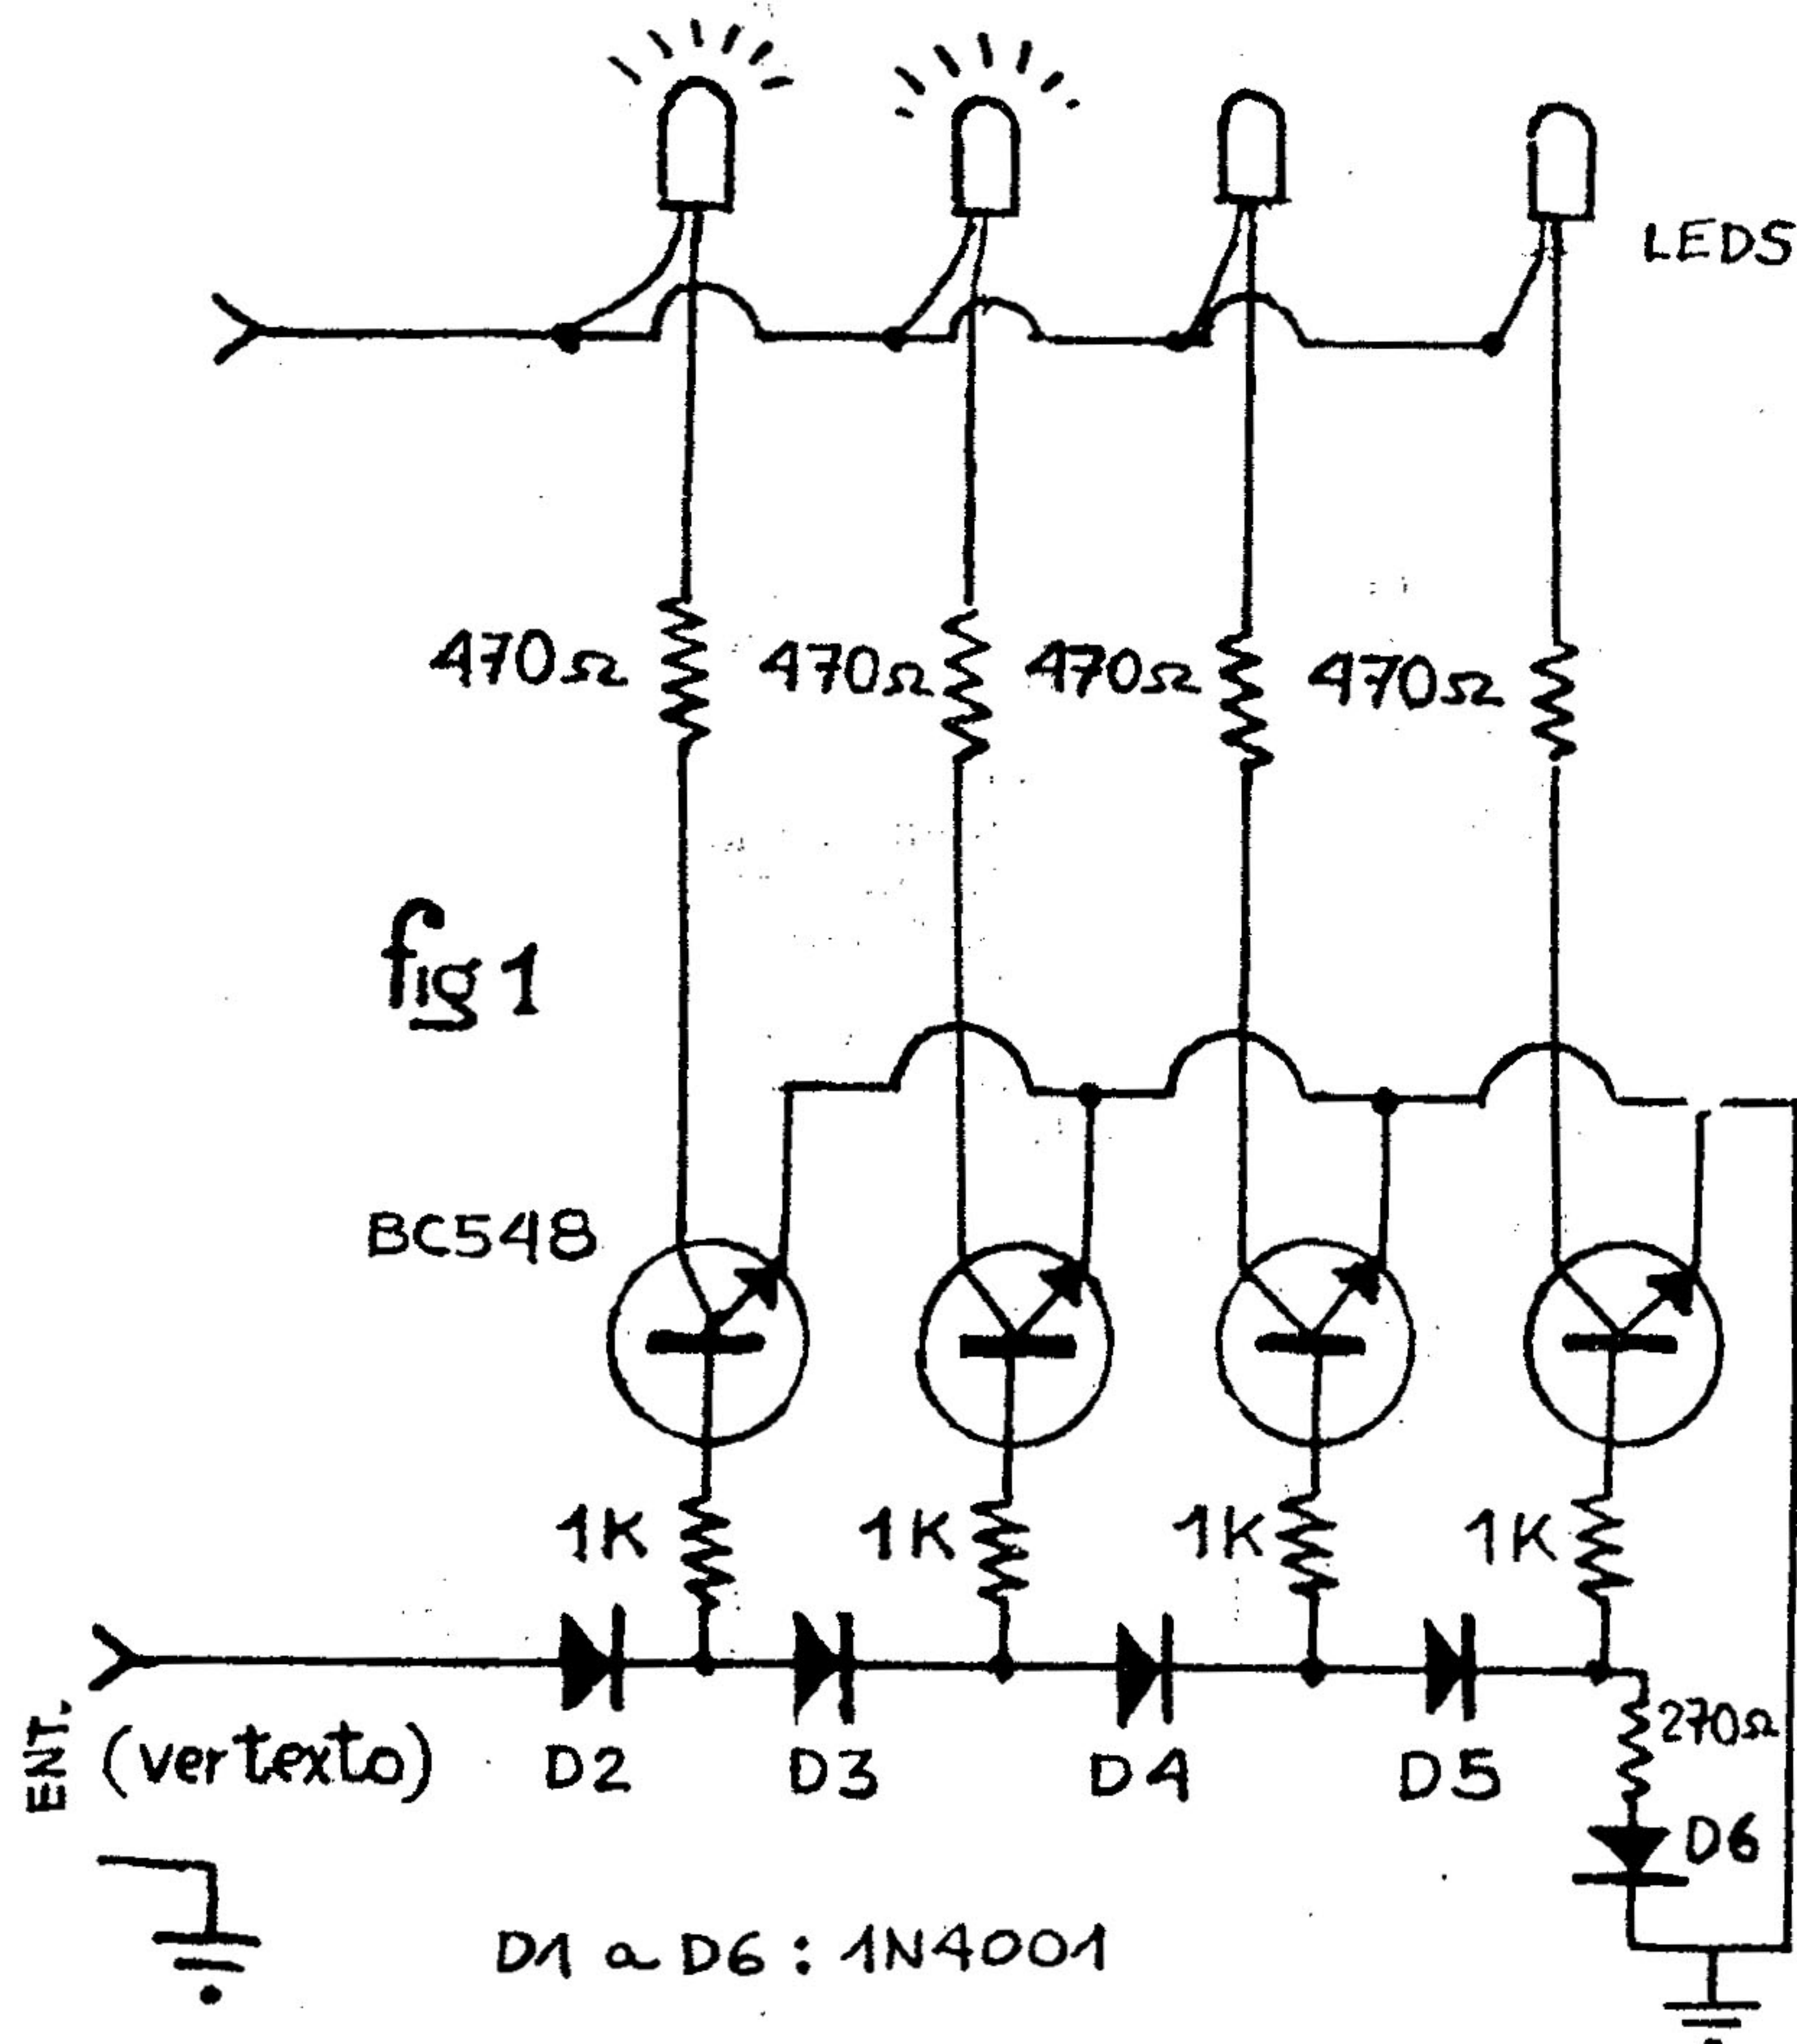 LEDS
470Ω 470Ω 470Ω 470Ω
fig 1
BC548
1K 1K 1K 1K
270Ω
ENT. (ver texto) D2 D3 D4 D5
D6
D1 a D6 : 1N4001